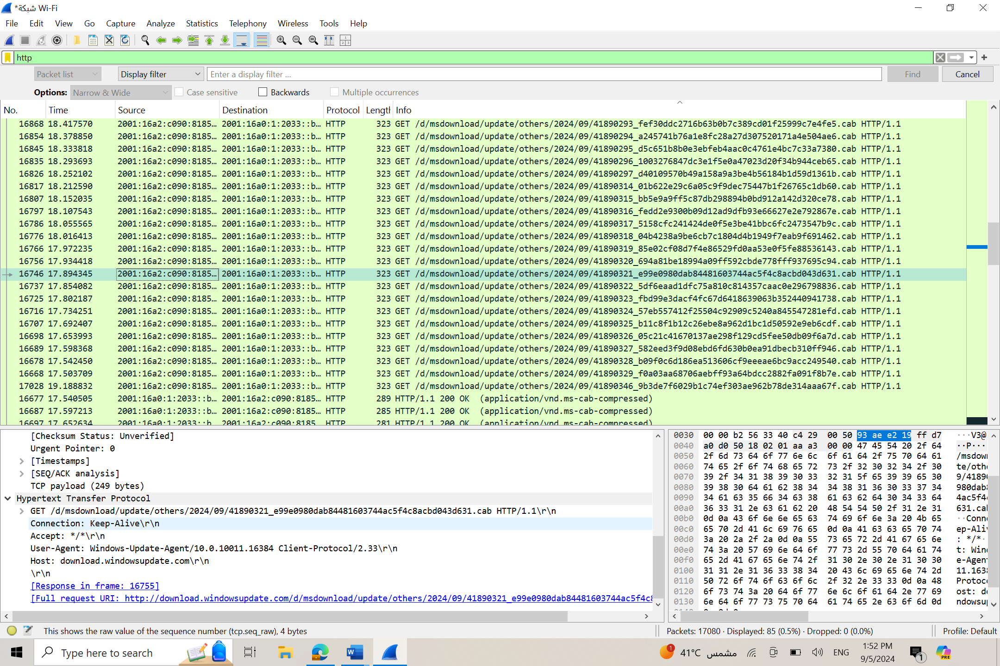 *شبكة Wi-Fi
File Edit View Go Capture Analyze Statistics Telephony Wireless Tools Help
http
Packet list Display filter Enter a display filter ... Find Cancel
Options: Narrow & Wide Case sensitive Backwards Multiple occurrences
No. Time Source Destination Protocol Length Info
16868 18.417570 2001:16a2:c090:8185… 2001:16a0:1:2033::b… HTTP 323 GET /d/msdownload/update/others/2024/09/41890293_fef30ddc2716b63b0b7c389cd01f25999c7e4fe5.cab HTTP/1.1
16854 18.378850 2001:16a2:c090:8185… 2001:16a0:1:2033::b… HTTP 323 GET /d/msdownload/update/others/2024/09/41890294_a245741b76a1e8fc28a27d307520171a4e504ae6.cab HTTP/1.1
16845 18.333818 2001:16a2:c090:8185… 2001:16a0:1:2033::b… HTTP 323 GET /d/msdownload/update/others/2024/09/41890295_d5c651b8b0e3ebfeb4aac0c4761e4bc7c33a7380.cab HTTP/1.1
16835 18.293693 2001:16a2:c090:8185… 2001:16a0:1:2033::b… HTTP 323 GET /d/msdownload/update/others/2024/09/41890296_1003276847dc3e1f5e0a47023d20f34b944ceb65.cab HTTP/1.1
16826 18.252102 2001:16a2:c090:8185… 2001:16a0:1:2033::b… HTTP 323 GET /d/msdownload/update/others/2024/09/41890297_d40109570b49a158a9a3be4b56184b1d59d1361b.cab HTTP/1.1
16817 18.212590 2001:16a2:c090:8185… 2001:16a0:1:2033::b… HTTP 323 GET /d/msdownload/update/others/2024/09/41890314_01b622e29c6a05c9f9dec75447b1f26765c1db60.cab HTTP/1.1
16807 18.152035 2001:16a2:c090:8185… 2001:16a0:1:2033::b… HTTP 323 GET /d/msdownload/update/others/2024/09/41890315_bb5e9a9ff5c87db298894b0bd912a142d320ce78.cab HTTP/1.1
16797 18.107543 2001:16a2:c090:8185… 2001:16a0:1:2033::b… HTTP 323 GET /d/msdownload/update/others/2024/09/41890316_fedd2e9300b09d12ad9dfb93e66627e2e792867e.cab HTTP/1.1
16786 18.055565 2001:16a2:c090:8185… 2001:16a0:1:2033::b… HTTP 323 GET /d/msdownload/update/others/2024/09/41890317_5158cfc241424de0f5e3be41bbc6fc2473547b9c.cab HTTP/1.1
16776 18.016413 2001:16a2:c090:8185… 2001:16a0:1:2033::b… HTTP 323 GET /d/msdownload/update/others/2024/09/41890318_04b4238a9be6cb7c1804d4b1949f7eab9f691462.cab HTTP/1.1
16766 17.972235 2001:16a2:c090:8185… 2001:16a0:1:2033::b… HTTP 323 GET /d/msdownload/update/others/2024/09/41890319_85e02cf08d7f4e86529fd0aa53e0f5fe88536143.cab HTTP/1.1
16756 17.934418 2001:16a2:c090:8185… 2001:16a0:1:2033::b… HTTP 323 GET /d/msdownload/update/others/2024/09/41890320_694a81be18994a09ff592cbde778fff937695c94.cab HTTP/1.1
16746 17.894345 2001:16a2:c090:8185… 2001:16a0:1:2033::b… HTTP 323 GET /d/msdownload/update/others/2024/09/41890321_e99e0980dab84481603744ac5f4c8acbd043d631.cab HTTP/1.1
16737 17.854082 2001:16a2:c090:8185… 2001:16a0:1:2033::b… HTTP 323 GET /d/msdownload/update/others/2024/09/41890322_5df6eaad1dfc75a810c814357caac0e296798836.cab HTTP/1.1
16725 17.802187 2001:16a2:c090:8185… 2001:16a0:1:2033::b… HTTP 323 GET /d/msdownload/update/others/2024/09/41890323_fbd99e3dacf4fc67d6418639063b352440941738.cab HTTP/1.1
16716 17.734251 2001:16a2:c090:8185… 2001:16a0:1:2033::b… HTTP 323 GET /d/msdownload/update/others/2024/09/41890324_57eb557412f25504c92909c5240a845547281efd.cab HTTP/1.1
16707 17.692407 2001:16a2:c090:8185… 2001:16a0:1:2033::b… HTTP 323 GET /d/msdownload/update/others/2024/09/41890325_b11c8f1b12c26ebe8a962d1bc1d50592e9eb6cdf.cab HTTP/1.1
16698 17.653993 2001:16a2:c090:8185… 2001:16a0:1:2033::b… HTTP 323 GET /d/msdownload/update/others/2024/09/41890326_05c21c41670137ae298f129cd5fee50db09f6a7d.cab HTTP/1.1
16689 17.598368 2001:16a2:c090:8185… 2001:16a0:1:2033::b… HTTP 323 GET /d/msdownload/update/others/2024/09/41890327_582eed3f9d08ebd6fd630b0ea91dbecb310ff946.cab HTTP/1.1
16678 17.542450 2001:16a2:c090:8185… 2001:16a0:1:2033::b… HTTP 323 GET /d/msdownload/update/others/2024/09/41890328_b09f0c6d186ea513606cf9eeeae6bc9acc249540.cab HTTP/1.1
16668 17.503709 2001:16a2:c090:8185… 2001:16a0:1:2033::b… HTTP 323 GET /d/msdownload/update/others/2024/09/41890329_f0a03aa68706aebff93a64bdcc2882fa091f8b7e.cab HTTP/1.1
17028 19.188832 2001:16a2:c090:8185… 2001:16a0:1:2033::b… HTTP 323 GET /d/msdownload/update/others/2024/09/41890346_9b3de7f6029b1c74ef303ae962b78de314aaa67f.cab HTTP/1.1
16677 17.540505 2001:16a0:1:2033::b… 2001:16a2:c090:8185… HTTP 289 HTTP/1.1 200 OK (application/vnd.ms-cab-compressed)
16687 17.597213 2001:16a0:1:2033::b… 2001:16a2:c090:8185… HTTP 285 HTTP/1.1 200 OK (application/vnd.ms-cab-compressed)
16697 17.652634 2001:16a0:1:2033::b 2001:16a2:c090:8185 HTTP 281 HTTP/1.1 200 OK (application/vnd.ms-cab-compressed)
[Checksum Status: Unverified]
Urgent Pointer: 0
[Timestamps]
[SEQ/ACK analysis]
TCP payload (249 bytes)
Hypertext Transfer Protocol
GET /d/msdownload/update/others/2024/09/41890321_e99e0980dab84481603744ac5f4c8acbd043d631.cab HTTP/1.1\r\n
Connection: Keep-Alive\r\n
Accept: */*\r\n
User-Agent: Windows-Update-Agent/10.0.10011.16384 Client-Protocol/2.33\r\n
Host: download.windowsupdate.com\r\n
\r\n
[Response in frame: 16755]
[Full request URI: http://download.windowsupdate.com/d/msdownload/update/others/2024/09/41890321_e99e0980dab84481603744ac5f4c8
0030 00 00 b2 56 33 40 c4 29 00 50 93 ae e2 19 ff d7 ···V3@
0040 a0 d0 50 18 02 01 aa a3 00 00 47 45 54 20 2f 64 ··P···
0050 2f 6d 73 64 6f 77 6e 6c 6f 61 64 2f 75 70 64 61 /msdown
0060 74 65 2f 6f 74 68 65 72 73 2f 32 30 32 34 2f 30 te/othe
0070 39 2f 34 31 38 39 30 33 32 31 5f 65 39 39 65 30 9/41890
0080 39 38 30 64 61 62 38 34 34 38 31 36 30 33 37 34 980dab8
0090 34 61 63 35 66 34 63 38 61 63 62 64 30 34 33 64 4ac5f4c
00a0 36 33 31 2e 63 61 62 20 48 54 54 50 2f 31 2e 31 631.cab
00b0 0d 0a 43 6f 6e 6e 65 63 74 69 6f 6e 3a 20 4b 65 ··Conn
00c0 65 70 2d 41 6c 69 76 65 0d 0a 41 63 63 65 70 74 ep-Aliv
00d0 3a 20 2a 2f 2a 0d 0a 55 73 65 72 2d 41 67 65 6e : */*·
00e0 74 3a 20 57 69 6e 64 6f 77 73 2d 55 70 64 61 74 t: Wind
00f0 65 2d 41 67 65 6e 74 2f 31 30 2e 30 2e 31 30 30 e-Agent
0100 31 31 2e 31 36 33 38 34 20 43 6c 69 65 6e 74 2d 11.1638
0110 50 72 6f 74 6f 63 6f 6c 2f 32 2e 33 33 0d 0a 48 Protoco
0120 6f 73 74 3a 20 64 6f 77 6e 6c 6f 61 64 2e 77 69 ost: do
0130 6e 64 6f 77 73 75 70 64 61 74 65 2e 63 6f 6d 0d ndowsup
This shows the raw value of the sequence number (tcp.seq_raw), 4 bytes
Packets: 17080 · Displayed: 85 (0.5%) · Dropped: 0 (0.0%)
Profile: Default
Type here to search
1 41°C مشمس ENG 1:52 PM
9/5/2024
1
PRE